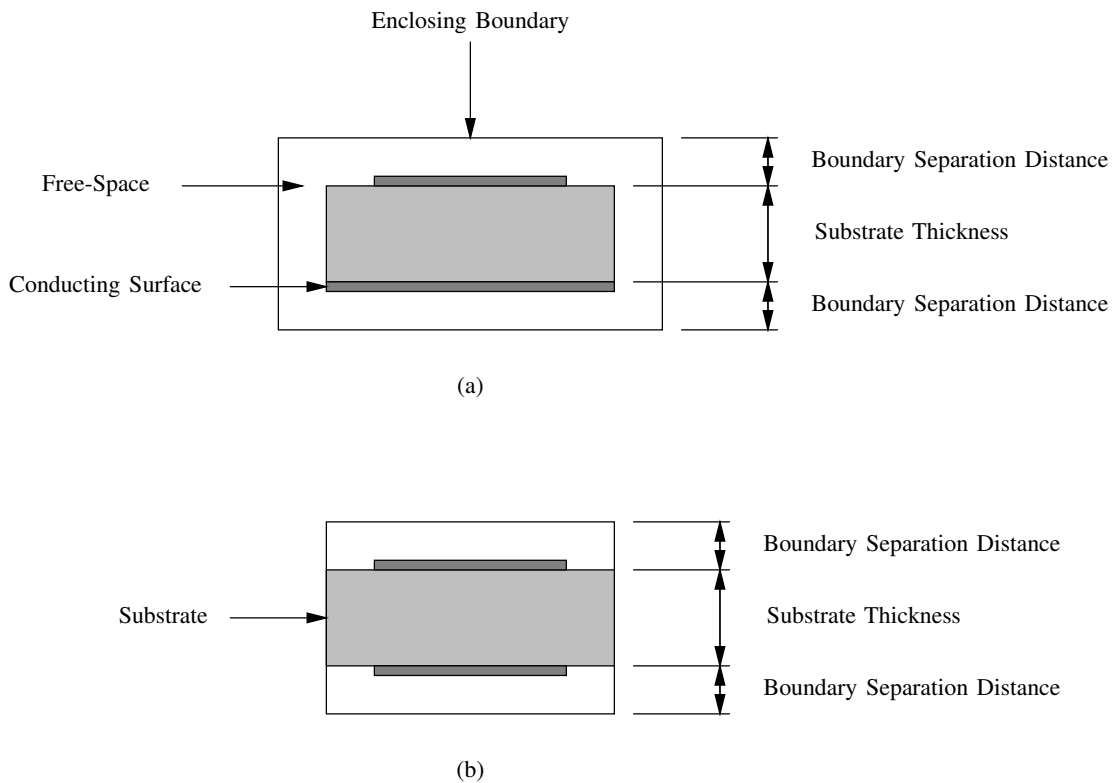 Enclosing Boundary
Boundary Separation Distance
Free-Space
Substrate Thickness
Conducting Surface
Boundary Separation Distance
(a)
Boundary Separation Distance
Substrate
Substrate Thickness
Boundary Separation Distance
(b)